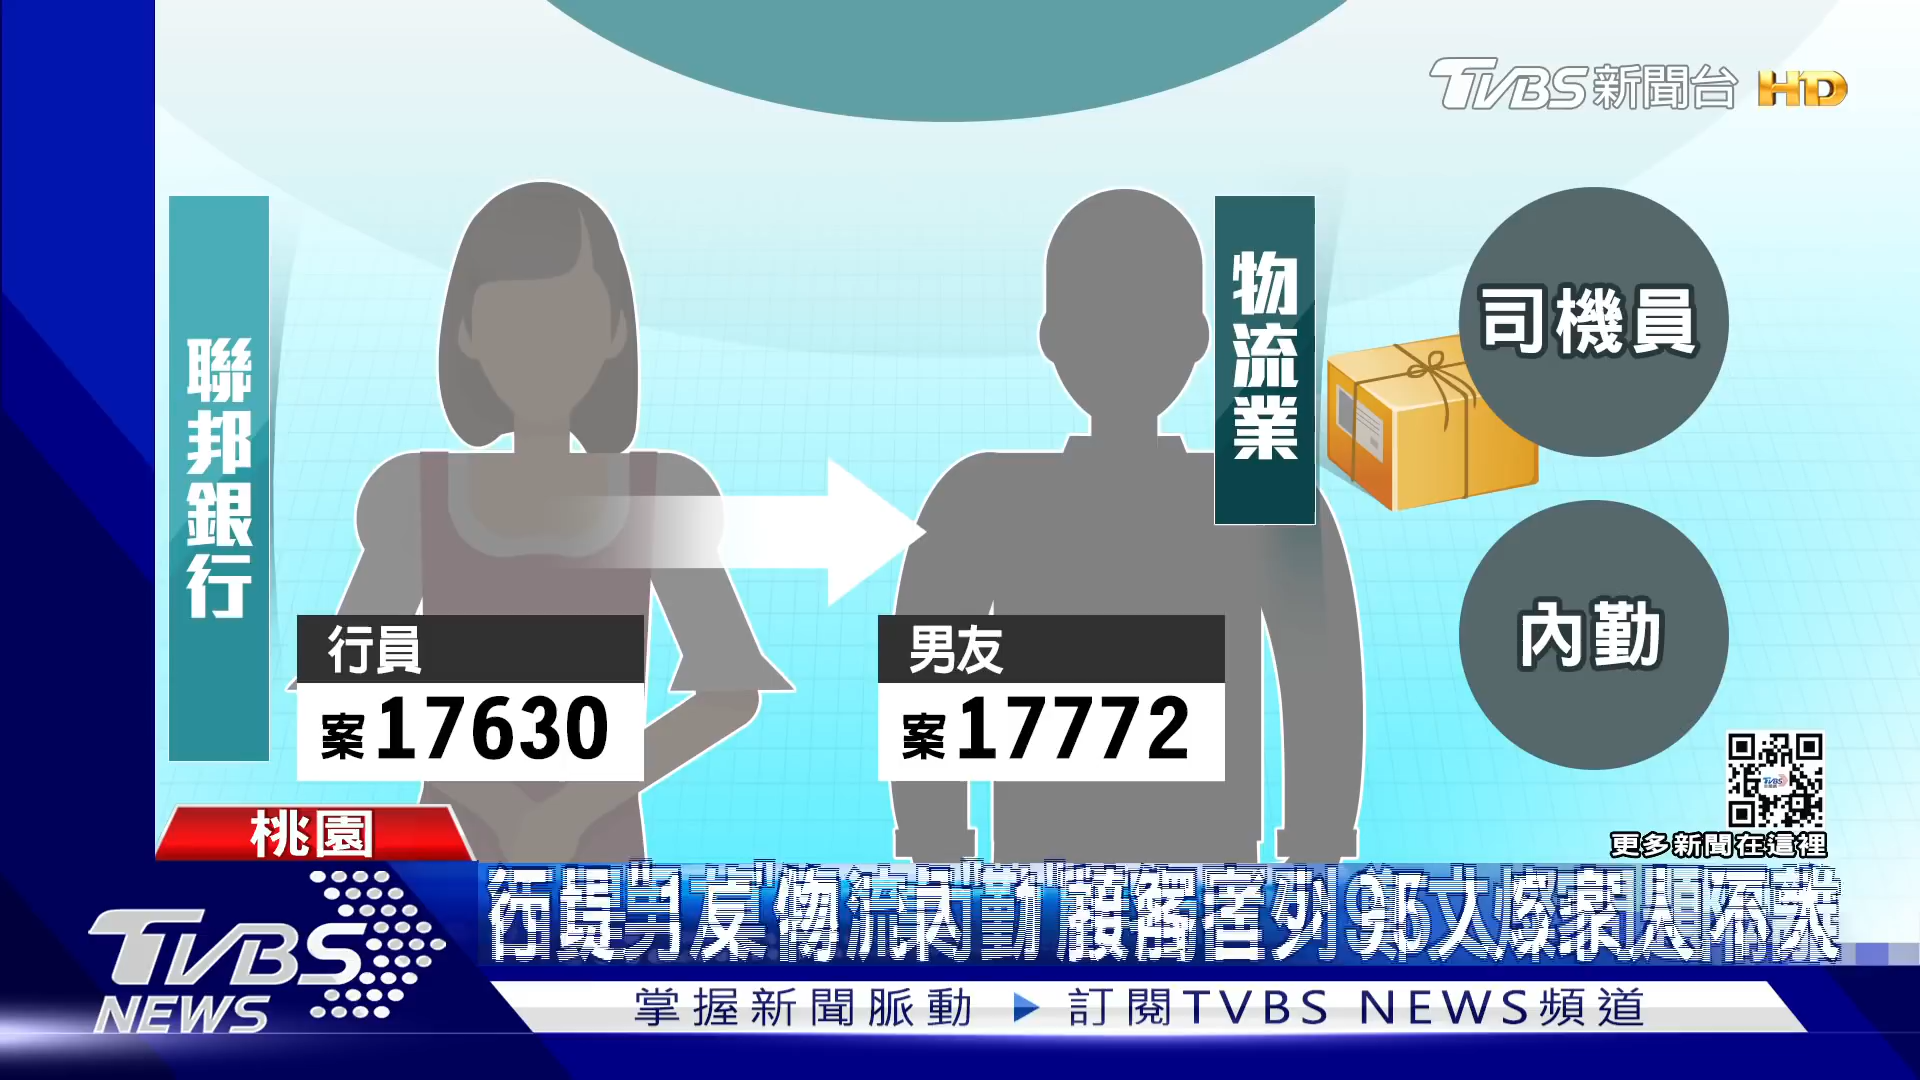 TVBS新聞台 HD
聯邦銀行
物流業
司機員
內勤
行員
案17630
男友
案17772
TVBS
更多新聞在這裡
桃園
TVBS
NEWS
掌握新聞脈動 ▶ 訂閱TVBS NEWS頻道